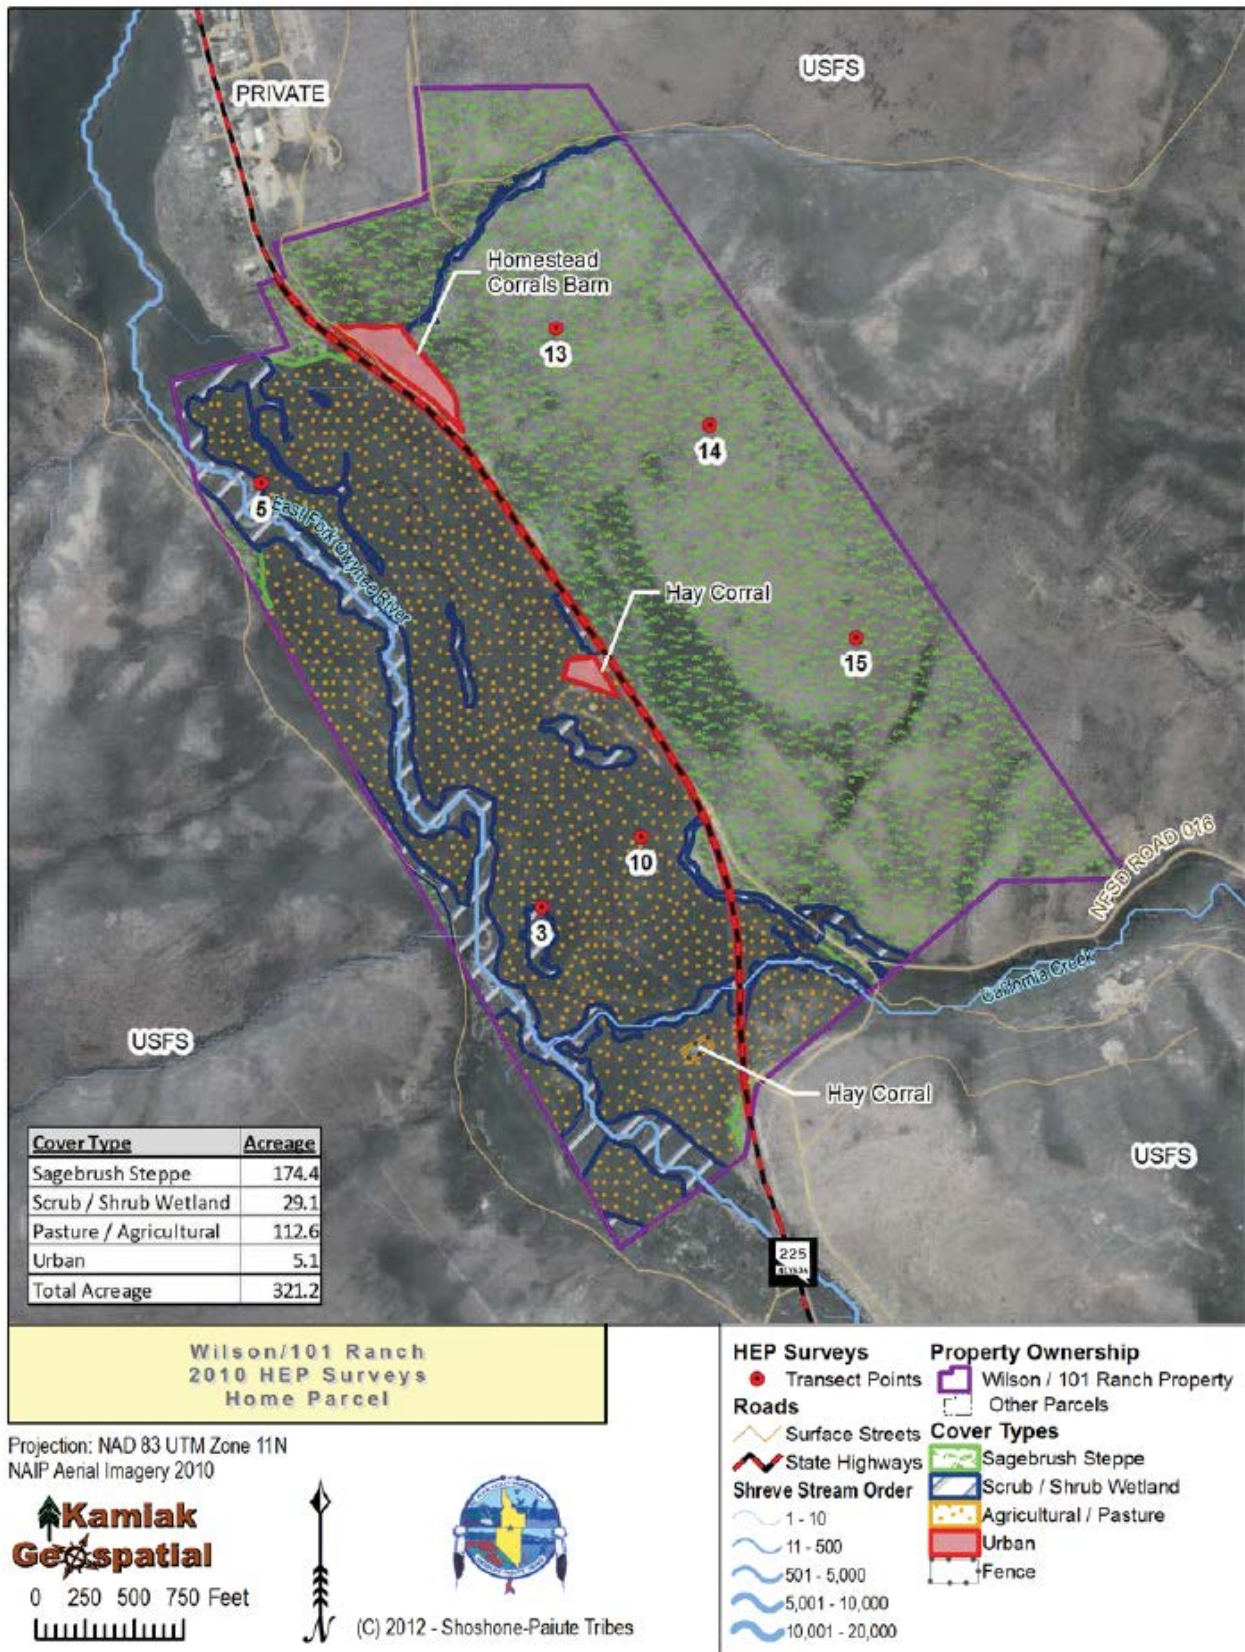 PRIVATE
USFS
Homestead
Corrals Barn
13
14
5
East Fork Owyhee River
Hay Corral
15
10
3
NFSD ROAD 016
California Creek
USFS
Hay Corral
USFS
225
NEVADA
Cover Type Acreage
Sagebrush Steppe 174.4
Scrub / Shrub Wetland 29.1
Pasture / Agricultural 112.6
Urban 5.1
Total Acreage 321.2
Wilson/101 Ranch
2010 HEP Surveys
Home Parcel
Projection: NAD 83 UTM Zone 11N
NAIP Aerial Imagery 2010
Kamiak
Geospatial
0 250 500 750 Feet
N
(C) 2012 - Shoshone-Paiute Tribes
HEP Surveys
Transect Points
Roads
Surface Streets
State Highways
Shreve Stream Order
1 - 10
11 - 500
501 - 5,000
5,001 - 10,000
10,001 - 20,000
Property Ownership
Wilson / 101 Ranch Property
Other Parcels
Cover Types
Sagebrush Steppe
Scrub / Shrub Wetland
Agricultural / Pasture
Urban
Fence